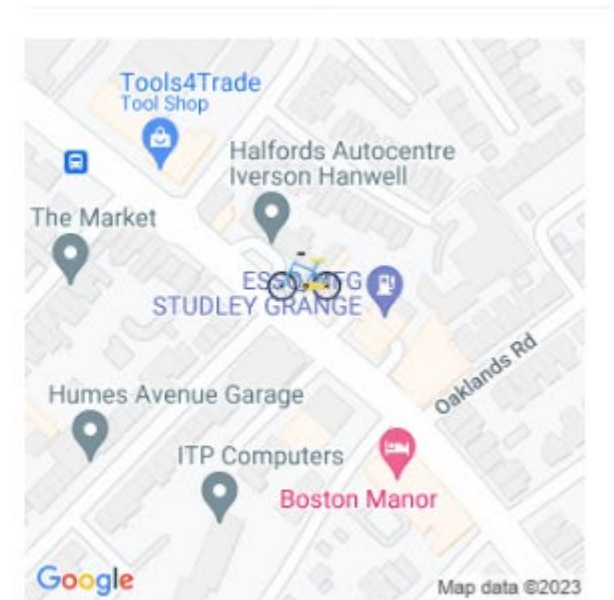 Tools4Trade
Tool Shop
Halfords Autocentre
Iverson Hanwell
The Market
STUDLEY GRANGE
Oaklands Rd
Humes Avenue Garage
ITP Computers
Boston Manor
Google
Map data ©2023